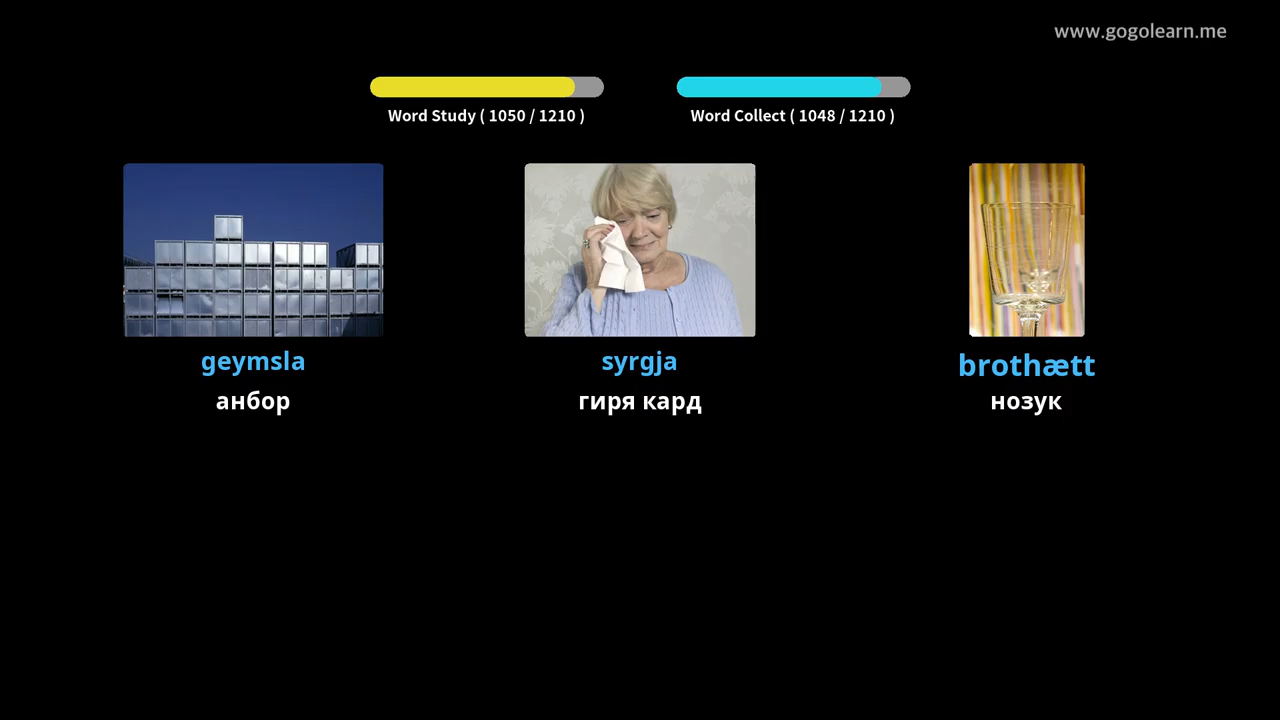 www.gogolearn.me
Word Study ( 1050 / 1210 )
Word Collect ( 1048 / 1210 )
geymsla
syrgja
brothætt
анбор
гиря кард
нозук